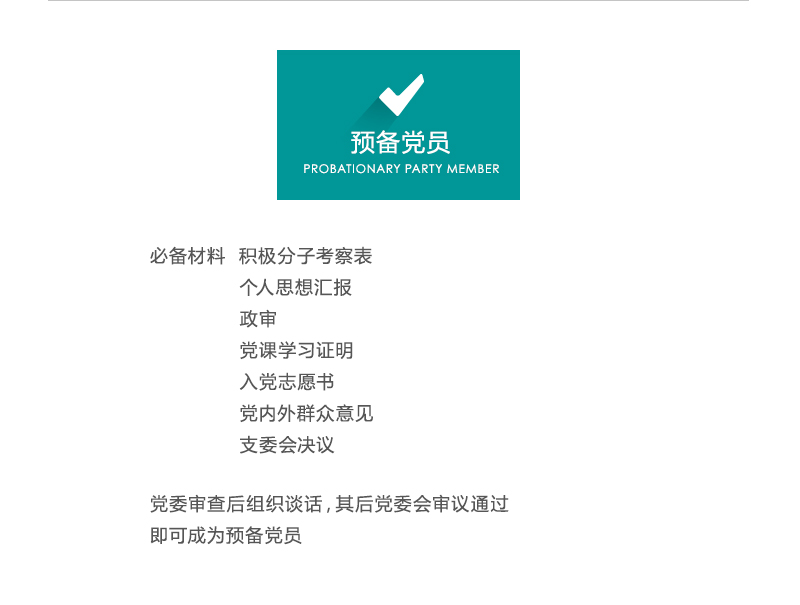 预备党员
PROBATIONARY PARTY MEMBER
必备材料 积极分子考察表
个人思想汇报
政审
党课学习证明
入党志愿书
党内外群众意见
支委会决议
党委审查后组织谈话,其后党委会审议通过
即可成为预备党员